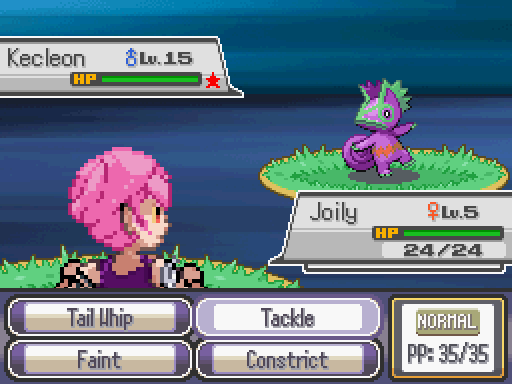 Kecleon ♂Lv.15
HP
Joily ♀Lv.5
HP
24/24
Tail Whip
Tackle
NORMAL
Faint
Constrict
PP: 35/35